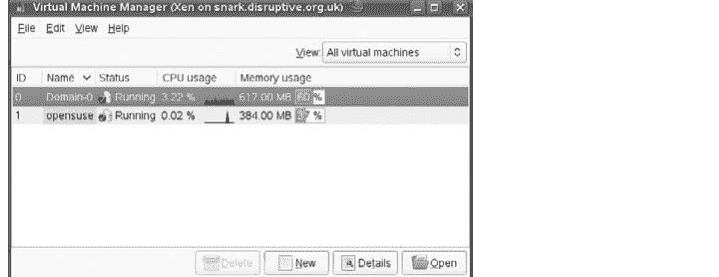 Virtual Machine Manager (Xen on snark.disruptive.org.uk)
File Edit View Help
View: All virtual machines
ID Name Status CPU usage Memory usage
0 Domain-0 Running 3.22 % 617.00 MB 60 %
1 opensuse Running 0.02 % 384.00 MB 37 %
Delete New Details Open